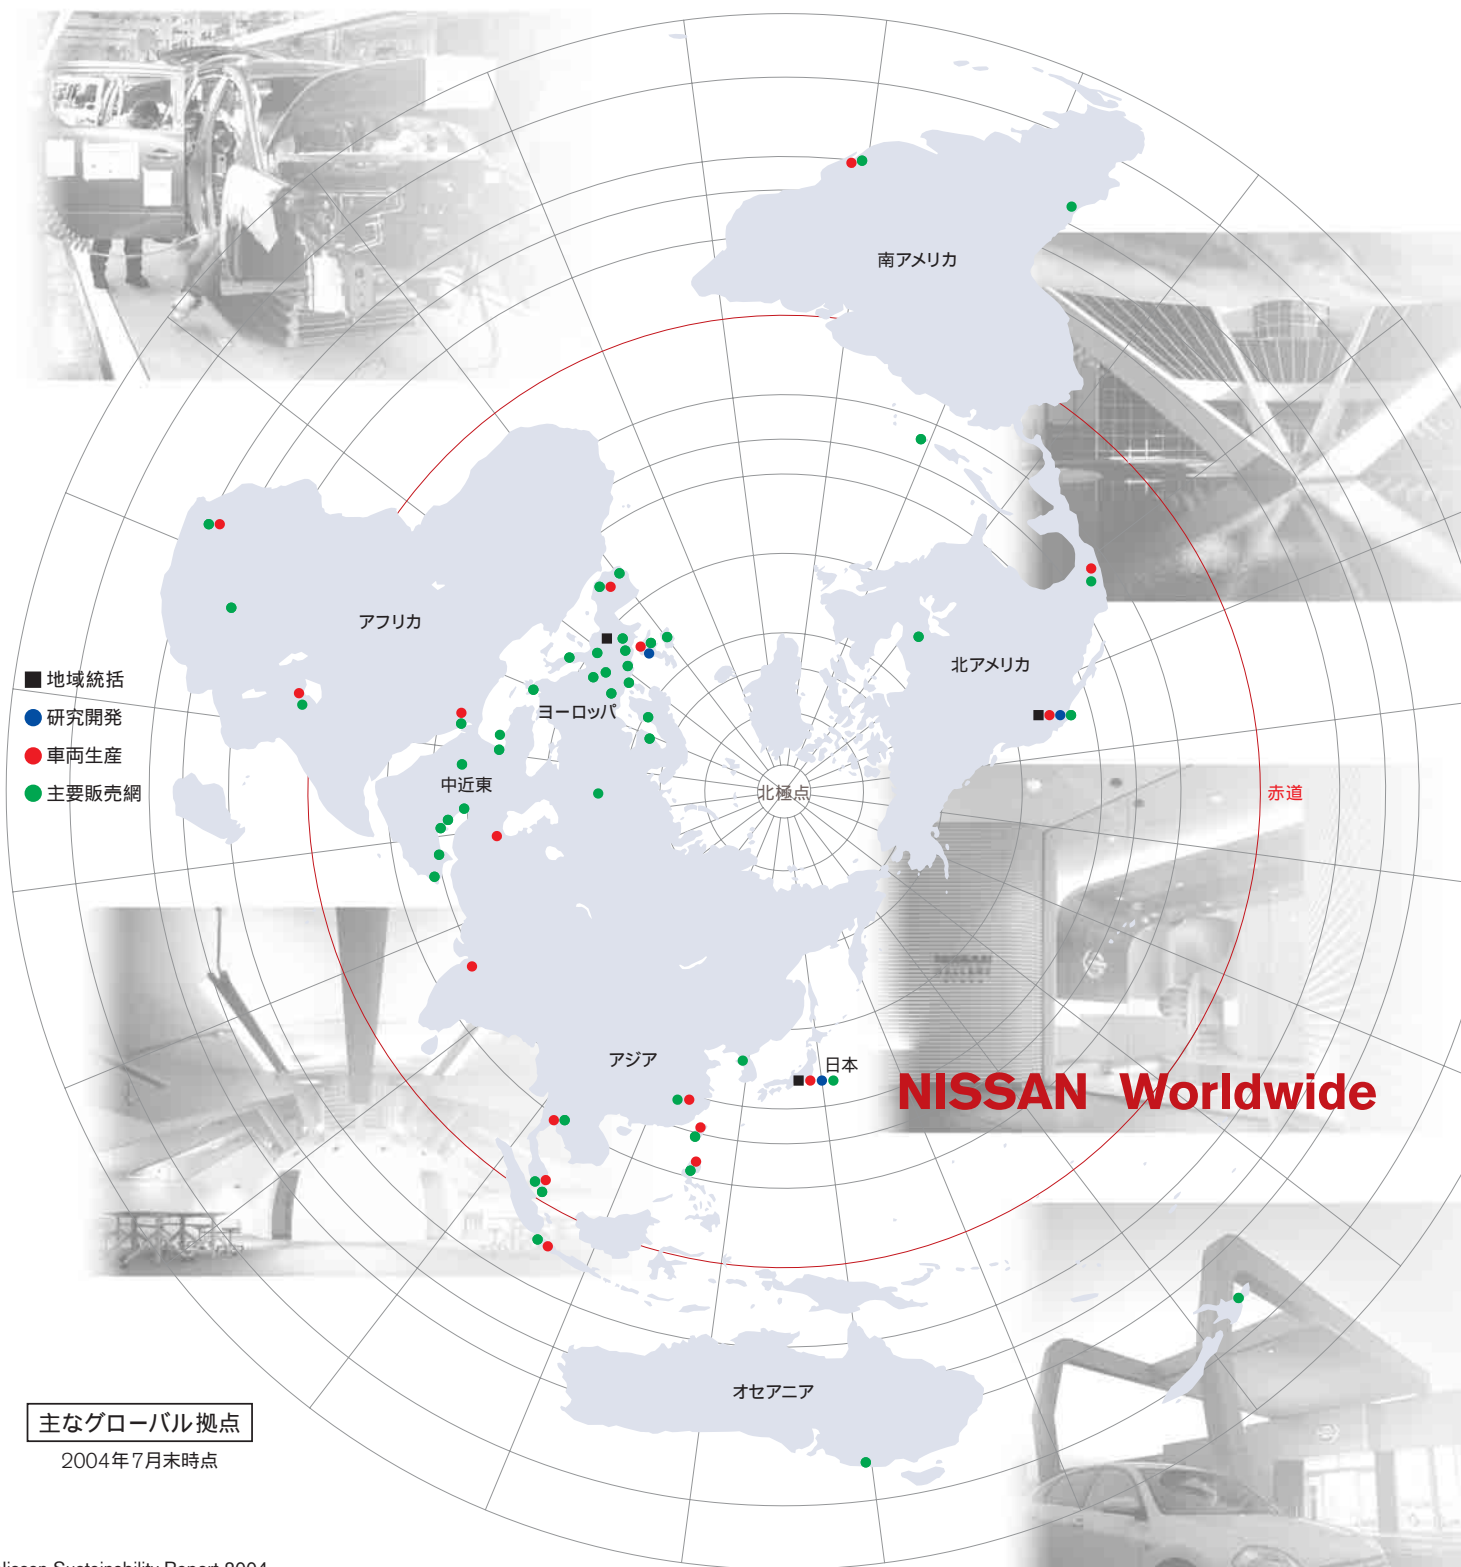 南アメリカ
アフリカ
北アメリカ
地域統括
研究開発
車両生産
主要販売網
ヨーロッパ
中近東
北極点
赤道
アジア
日本
NISSAN Worldwide
オセアニア
主なグローバル拠点
2004年7月末時点